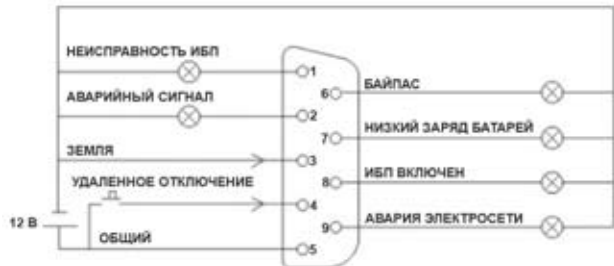 НЕИСПРАВНОСТЬ ИБП
1
АВАРИЙНЫЙ СИГНАЛ
2
ЗЕМЛЯ
3
УДАЛЕННОЕ ОТКЛЮЧЕНИЕ
4
12 В
ОБЩИЙ
5
6
БАЙПАС
7
НИЗКИЙ ЗАРЯД БАТАРЕЙ
8
ИБП ВКЛЮЧЕН
9
АВАРИЯ ЭЛЕКТРОСЕТИ